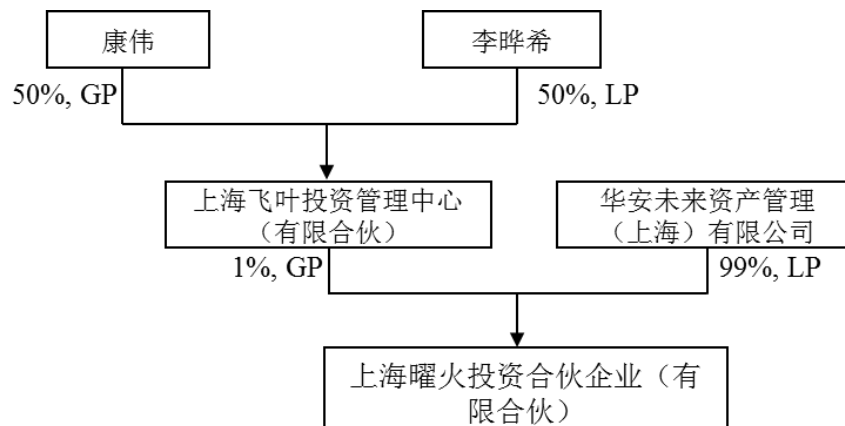 康伟
李晔希
50%, GP
50%, LP
上海飞叶投资管理中心
（有限合伙）
华安未来资产管理
（上海）有限公司
1%, GP
99%, LP
上海曜火投资合伙企业（有
限合伙）